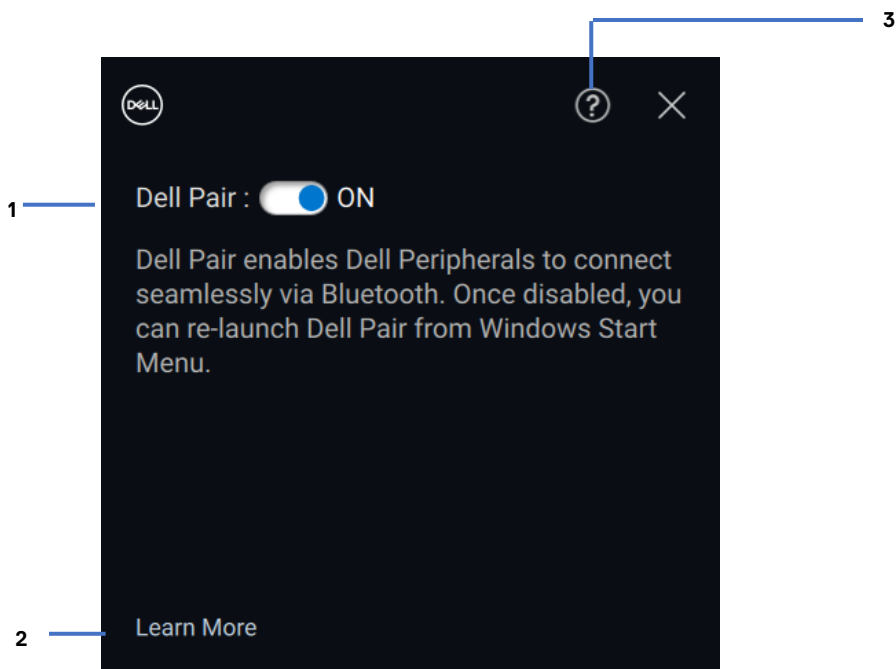 3
DELL
?
1
Dell Pair : ON
Dell Pair enables Dell Peripherals to connect
seamlessly via Bluetooth. Once disabled, you
can re-launch Dell Pair from Windows Start
Menu.
2
Learn More